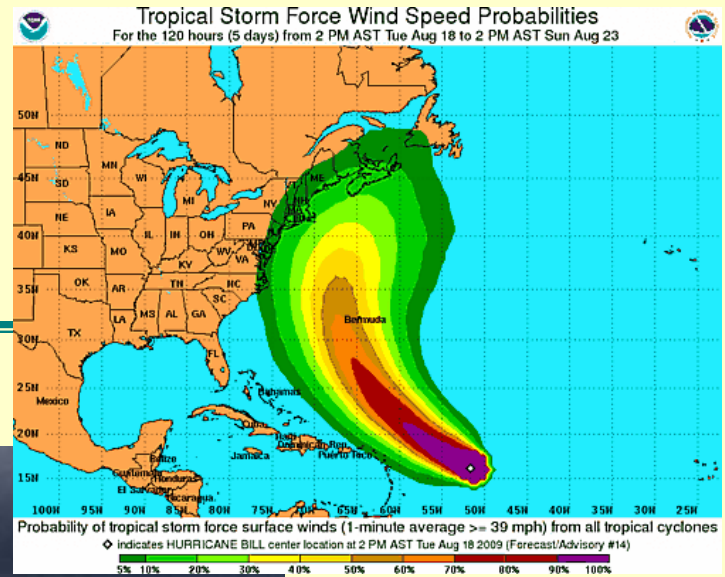 Tropical Storm Force Wind Speed Probabilities
For the 120 hours (5 days) from 2 PM AST Tue Aug 18 to 2 PM AST Sun Aug 23
50N
ND
MN
ME
45N
SD
WI
MI
NY
NE
IA
PA
40N
IL
IN
OH
KS
MO
WV
VA
KY
OK
AR
TN
NC
35N
SC
MS
AL
GA
LA
TX
Bermuda
30N
FL
25N
Mexico
Bahamas
Cuba
20N
Haiti
Dominican Rep.
Jamaica
Puerto Rico
Belize
Guatemala
Honduras
15N
El Salvador
Nicaragua
100W 95W 90W 85W 80W 75W 70W 65W 60W 55W 50W 45W 40W 35W 30W 25W
Probability of tropical storm force surface winds (1-minute average >= 39 mph) from all tropical cyclones
indicates HURRICANE BILL center location at 2 PM AST Tue Aug 18 2009 (Forecast/Advisory #14)
5% 10% 20% 30% 40% 50% 60% 70% 80% 90% 100%